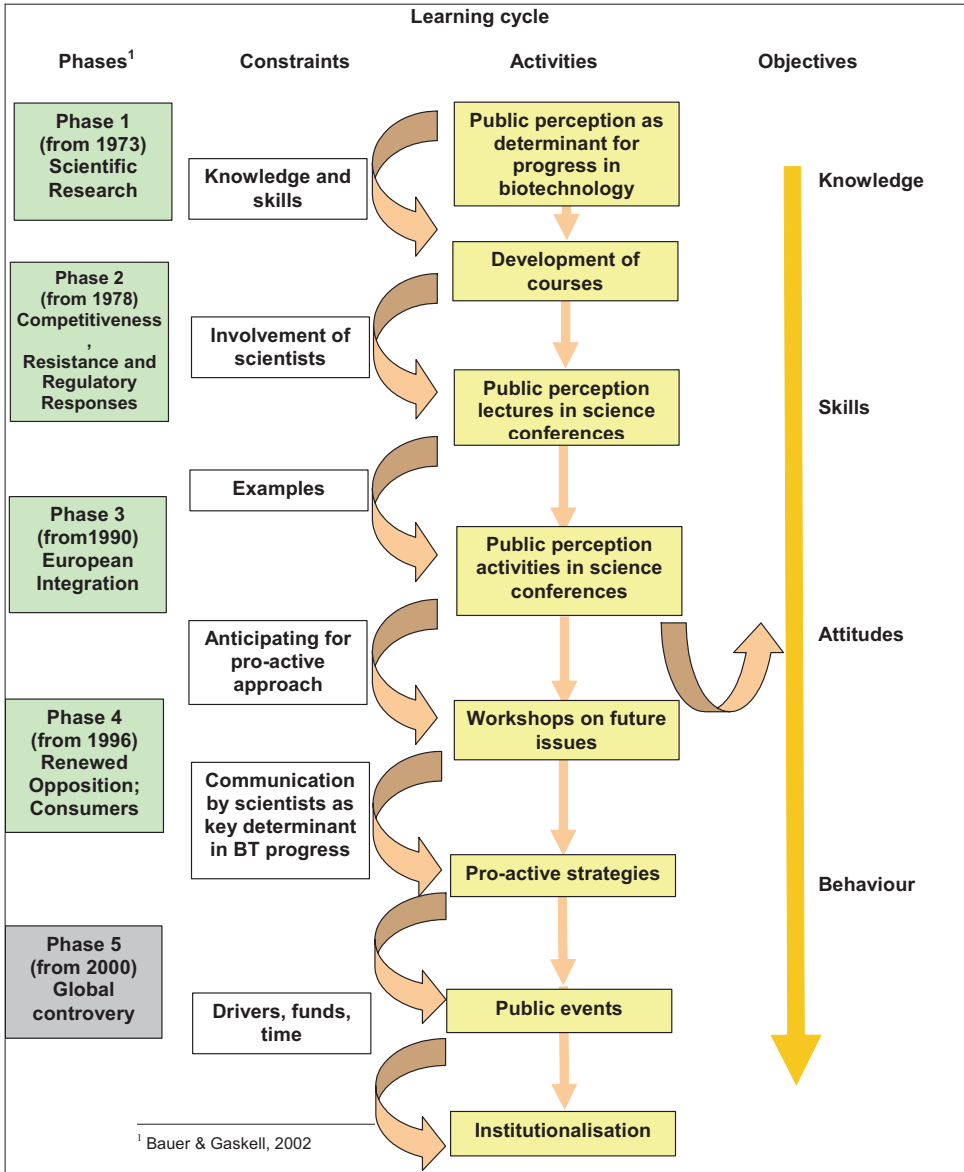 Learning cycle
Phases1
Constraints
Activities
Objectives
Phase 1
(from 1973)
Scientific
Research
Phase 2
(from 1978)
Competitiveness
,
Resistance and
Regulatory
Responses
Phase 3
(from1990)
European
Integration
Phase 4
(from 1996)
Renewed
Opposition;
Consumers
Phase 5
(from 2000)
Global
controvery
Knowledge and
skills
Involvement of
scientists
Examples
Anticipating for
pro-active
approach
Communication
by scientists as
key determinant
in BT progress
Drivers, funds,
time
Public perception as
determinant for
progress in
biotechnology
Development of
courses
Public perception
lectures in science
conferences
Public perception
activities in science
conferences
Workshops on future
issues
Pro-active strategies
Public events
Institutionalisation
Knowledge
Skills
Attitudes
Behaviour
1 Bauer & Gaskell, 2002